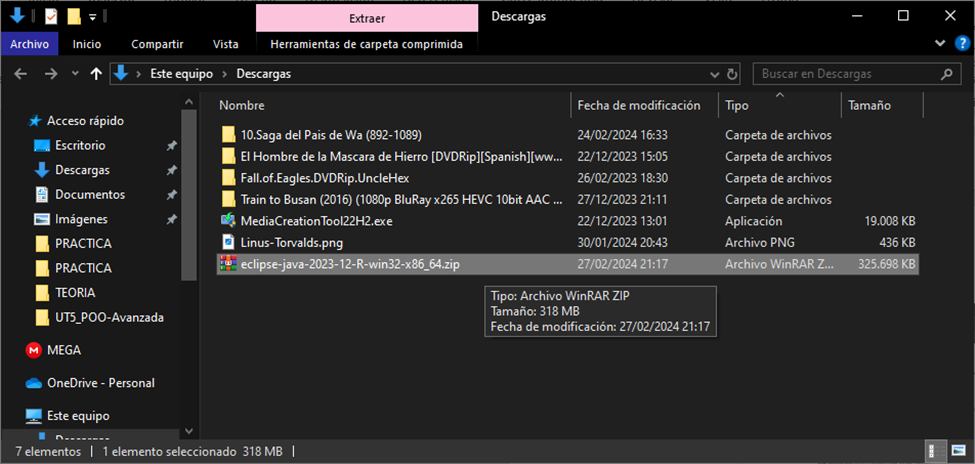 Extraer
Descargas
Archivo
Inicio
Compartir
Vista
Herramientas de carpeta comprimida
Este equipo
Descargas
Buscar en Descargas
Nombre
Fecha de modificación
Tipo
Tamaño
Acceso rápido
Escritorio
Descargas
Documentos
Imágenes
PRACTICA
PRACTICA
TEORIA
UT5_POO-Avanzada
MEGA
OneDrive - Personal
Este equipo
Descargas
10.Saga del Pais de Wa (892-1089) 24/02/2024 16:33 Carpeta de archivos
El Hombre de la Mascara de Hierro [DVDRip][Spanish][ww... 22/12/2023 15:05 Carpeta de archivos
Fall.of.Eagles.DVDRip.UncleHex 26/02/2023 18:30 Carpeta de archivos
Train to Busan (2016) (1080p BluRay x265 HEVC 10bit AAC ... 27/12/2023 21:11 Carpeta de archivos
MediaCreationTool22H2.exe 22/12/2023 13:01 Aplicación 19.008 KB
Linus-Torvalds.png 30/01/2024 20:43 Archivo PNG 436 KB
eclipse-java-2023-12-R-win32-x86_64.zip 27/02/2024 21:17 Archivo WinRAR Z... 325.698 KB
Tipo: Archivo WinRAR ZIP
Tamaño: 318 MB
Fecha de modificación: 27/02/2024 21:17
7 elementos
1 elemento seleccionado 318 MB